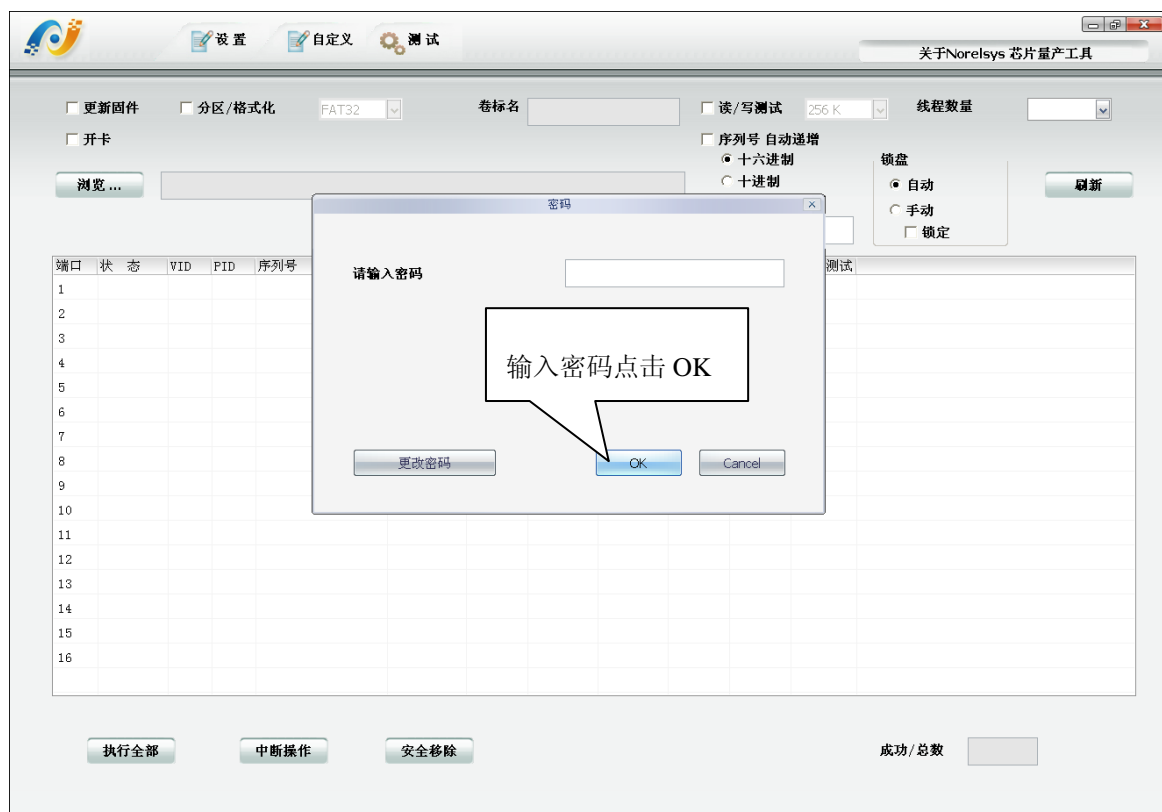 设 置 自定义 测 试
关于Norelsys 芯片量产工具
更新固件 分区/格式化 FAT32 卷标名 读/写测试 256 K 线程数量
开卡 序列号 自动递增
十六进制 锁盘
浏览 ... 十进制 自动 刷新
密码
手动
锁定
端口 状 态 VID PID 序列号 测试
请输入密码
1
2
3
输入密码点击 OK
4
5
6
7
8 更改密码 OK Cancel
9
10
11
12
13
14
15
16
执行全部 中断操作 安全移除 成功/总数